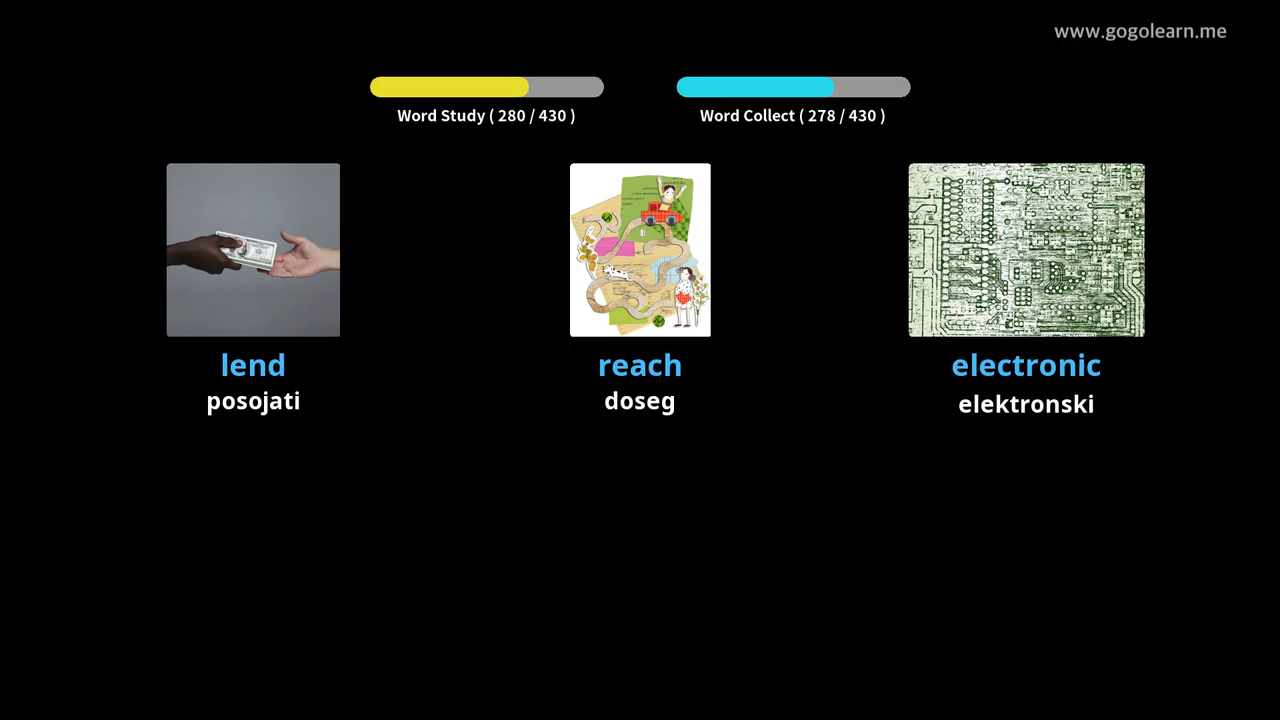 www.gogolearn.me
Word Study ( 280 / 430 )
Word Collect ( 278 / 430 )
lend
posojati
reach
doseg
electronic
elektronski